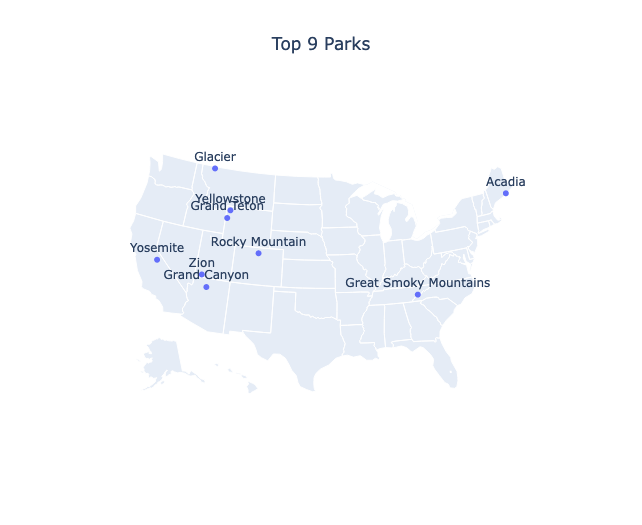 Top 9 Parks
Glacier
Acadia
Yellowstone
Grand Teton
Rocky Mountain
Yosemite
Zion
Grand Canyon
Great Smoky Mountains